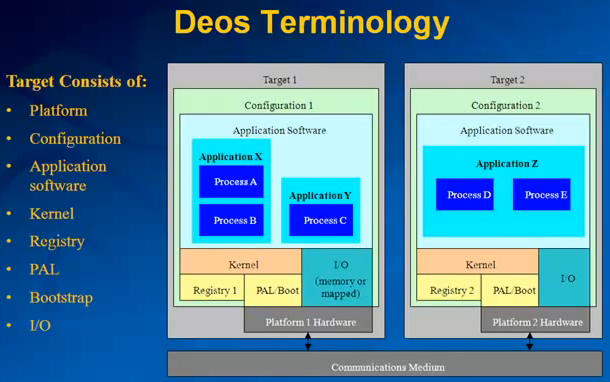 Deos Terminology
Target Consists of:
• Platform
• Configuration
• Application
software
• Kernel
• Registry
• PAL
• Bootstrap
• I/O
Target 1
Configuration 1
Application Software
Application X
Process A
Process B
Application Y
Process C
Kernel
I/O
(memory or
mapped)
Registry 1
PAL/Boot
Platform 1 Hardware
Target 2
Configuration 2
Application Software
Application Z
Process D
Process E
Kernel
I/O
Registry 2
PAL/Boot
Platform 2 Hardware
Communications Medium